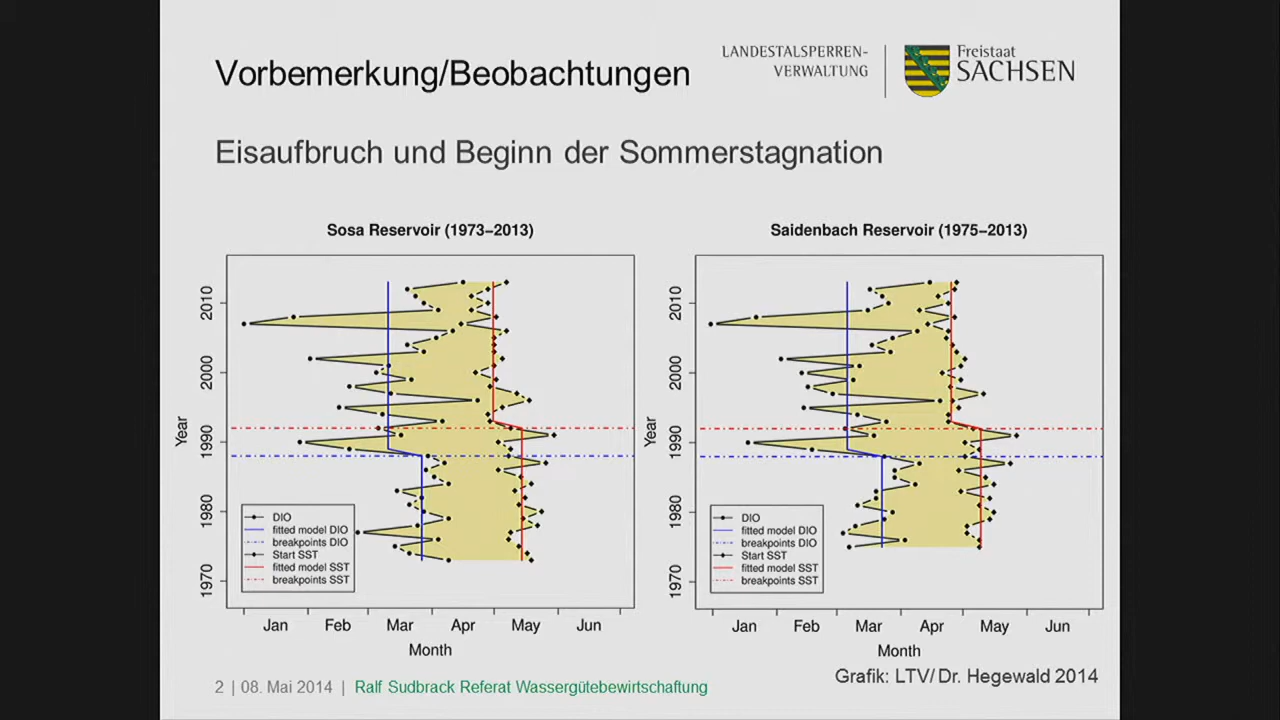 Vorbemerkung/Beobachtungen
LANDESTALSPERREN-
VERWALTUNG
Freistaat
SACHSEN
Eisaufbruch und Beginn der Sommerstagnation
Sosa Reservoir (1973–2013)
Year
2010
2000
1990
1980
1970
DIO
fitted model DIO
breakpoints DIO
Start SST
fitted model SST
breakpoints SST
Jan Feb Mar Apr May Jun
Month
Saidenbach Reservoir (1975–2013)
Year
2010
2000
1990
1980
1970
DIO
fitted model DIO
breakpoints DIO
Start SST
fitted model SST
breakpoints SST
Jan Feb Mar Apr May Jun
Month
Grafik: LTV/ Dr. Hegewald 2014
2 | 08. Mai 2014 | Ralf Sudbrack Referat Wassergütebewirtschaftung